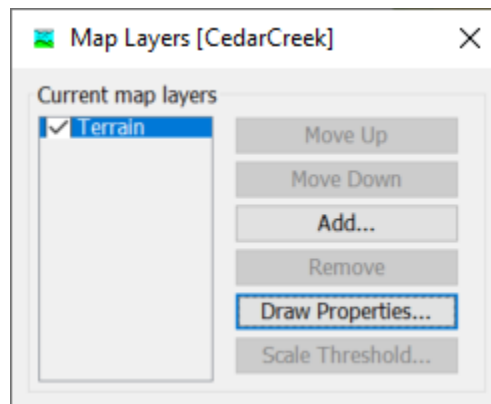 Map Layers [CedarCreek]
Current map layers
Terrain
Move Up
Move Down
Add...
Remove
Draw Properties...
Scale Threshold...